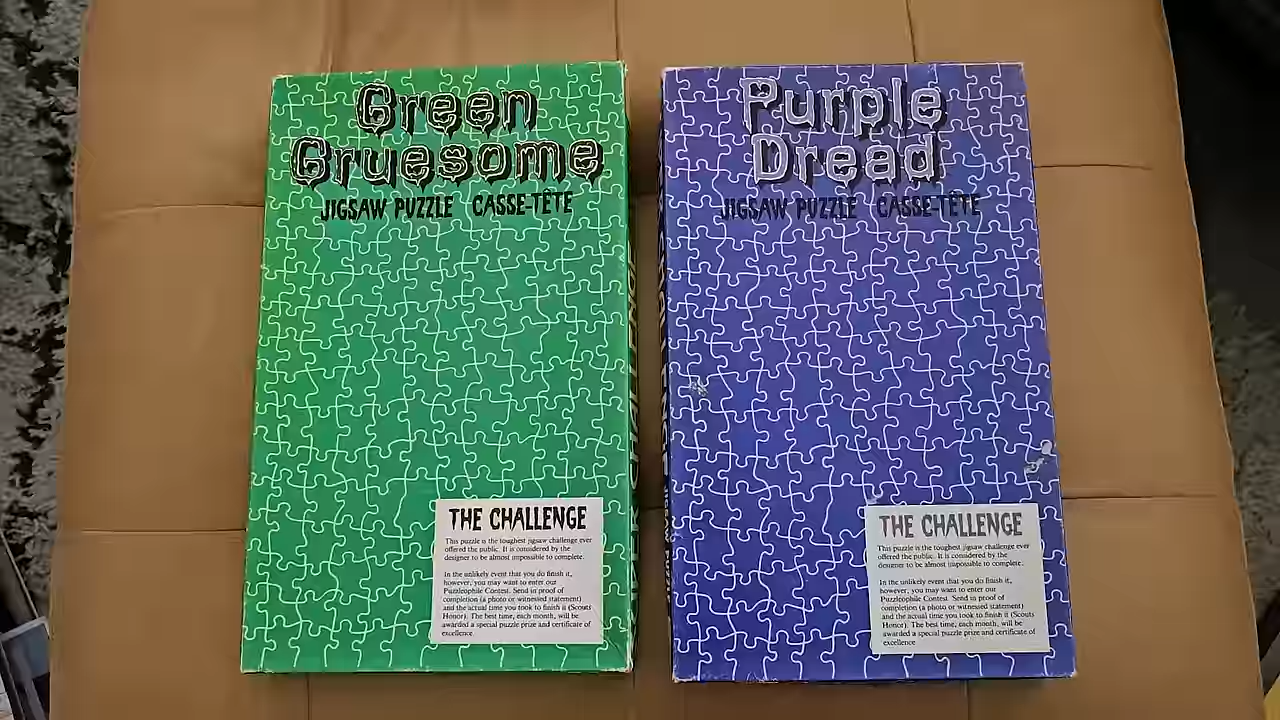 Green
Gruesome
JIGSAW PUZZLE CASSE-TÊTE
THE CHALLENGE
This puzzle is the toughest jigsaw challenge ever
offered the public. It is considered by the
designer to be almost impossible to complete.
In the unlikely event that you do finish it,
however, you may want to enter our
Puzzleophile Contest. Send in proof of
completion (a photo or witnessed statement)
and the actual time you took to finish it (Scouts
Honor). The best time, each month, will be
awarded a special puzzle prize and certificate of
excellence.
Purple
Dread
JIGSAW PUZZLE CASSE-TÊTE
THE CHALLENGE
This puzzle is the toughest jigsaw challenge ever
offered the public. It is considered by the
designer to be almost impossible to complete.
In the unlikely event that you do finish it,
however, you may want to enter our
Puzzleophile Contest. Send in proof of
completion (a photo or witnessed statement)
and the actual time you took to finish it (Scouts
Honor). The best time, each month, will be
awarded a special puzzle prize and certificate of
excellence